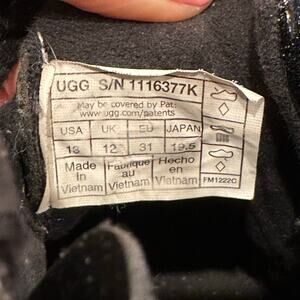 UGG S/N 1116377K
May be covered by Pat:
www.ugg.com/patents
USA UK EU JAPAN
13 12 31 19.5
Made in Vietnam
Fabriqué au Vietnam
Hecho en Vietnam
FM1222C